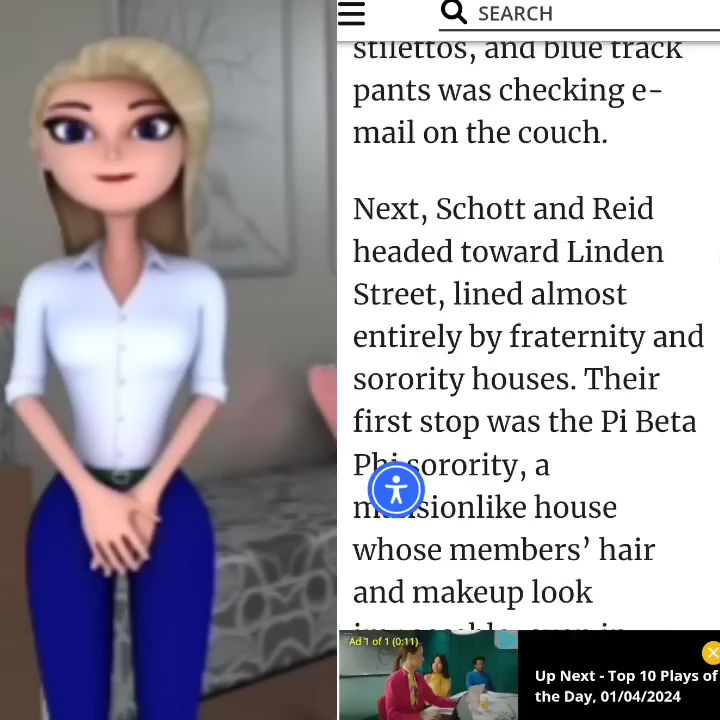 SEARCH
stilettos, and blue track
pants was checking e-
mail on the couch.
Next, Schott and Reid
headed toward Linden
Street, lined almost
entirely by fraternity and
sorority houses. Their
first stop was the Pi Beta
Phi sorority, a
mansionlike house
whose members’ hair
and makeup look
Ad 1 of 1 (0:11)
Up Next - Top 10 Plays of
the Day, 01/04/2024